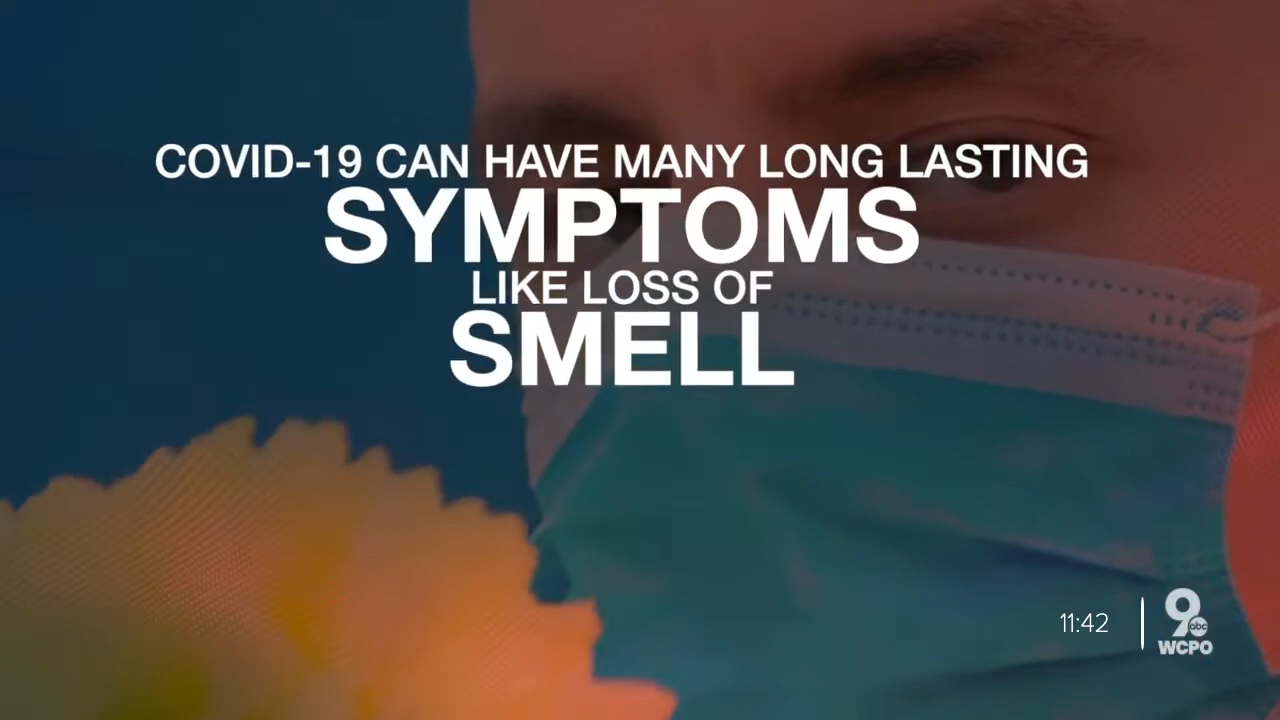 COVID-19 CAN HAVE MANY LONG LASTING
SYMPTOMS
LIKE LOSS OF
SMELL
11:42
9
abc
WCPO